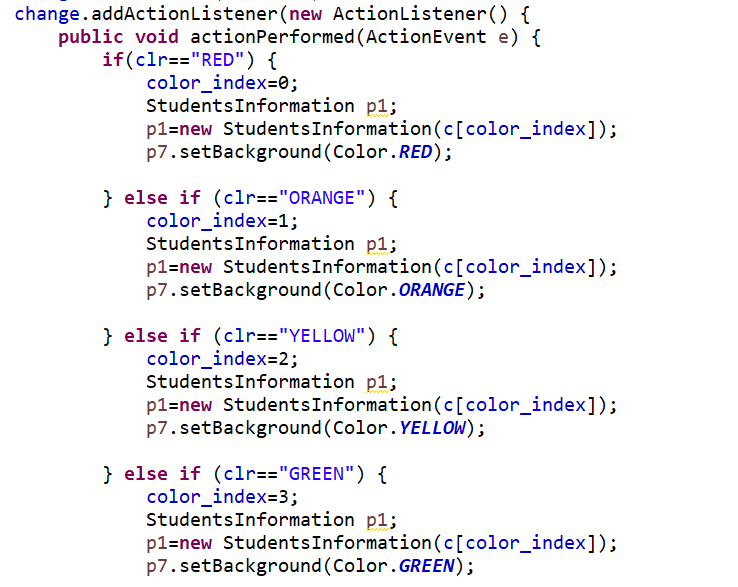 change.addActionListener(new ActionListener() {
public void actionPerformed(ActionEvent e) {
if(clr=="RED") {
color_index=0;
StudentsInformation p1;
p1=new StudentsInformation(c[color_index]);
p7.setBackground(Color.RED);
} else if (clr=="ORANGE") {
color_index=1;
StudentsInformation p1;
p1=new StudentsInformation(c[color_index]);
p7.setBackground(Color.ORANGE);
} else if (clr=="YELLOW") {
color_index=2;
StudentsInformation p1;
p1=new StudentsInformation(c[color_index]);
p7.setBackground(Color.YELLOW);
} else if (clr=="GREEN") {
color_index=3;
StudentsInformation p1;
p1=new StudentsInformation(c[color_index]);
p7.setBackground(Color.GREEN);